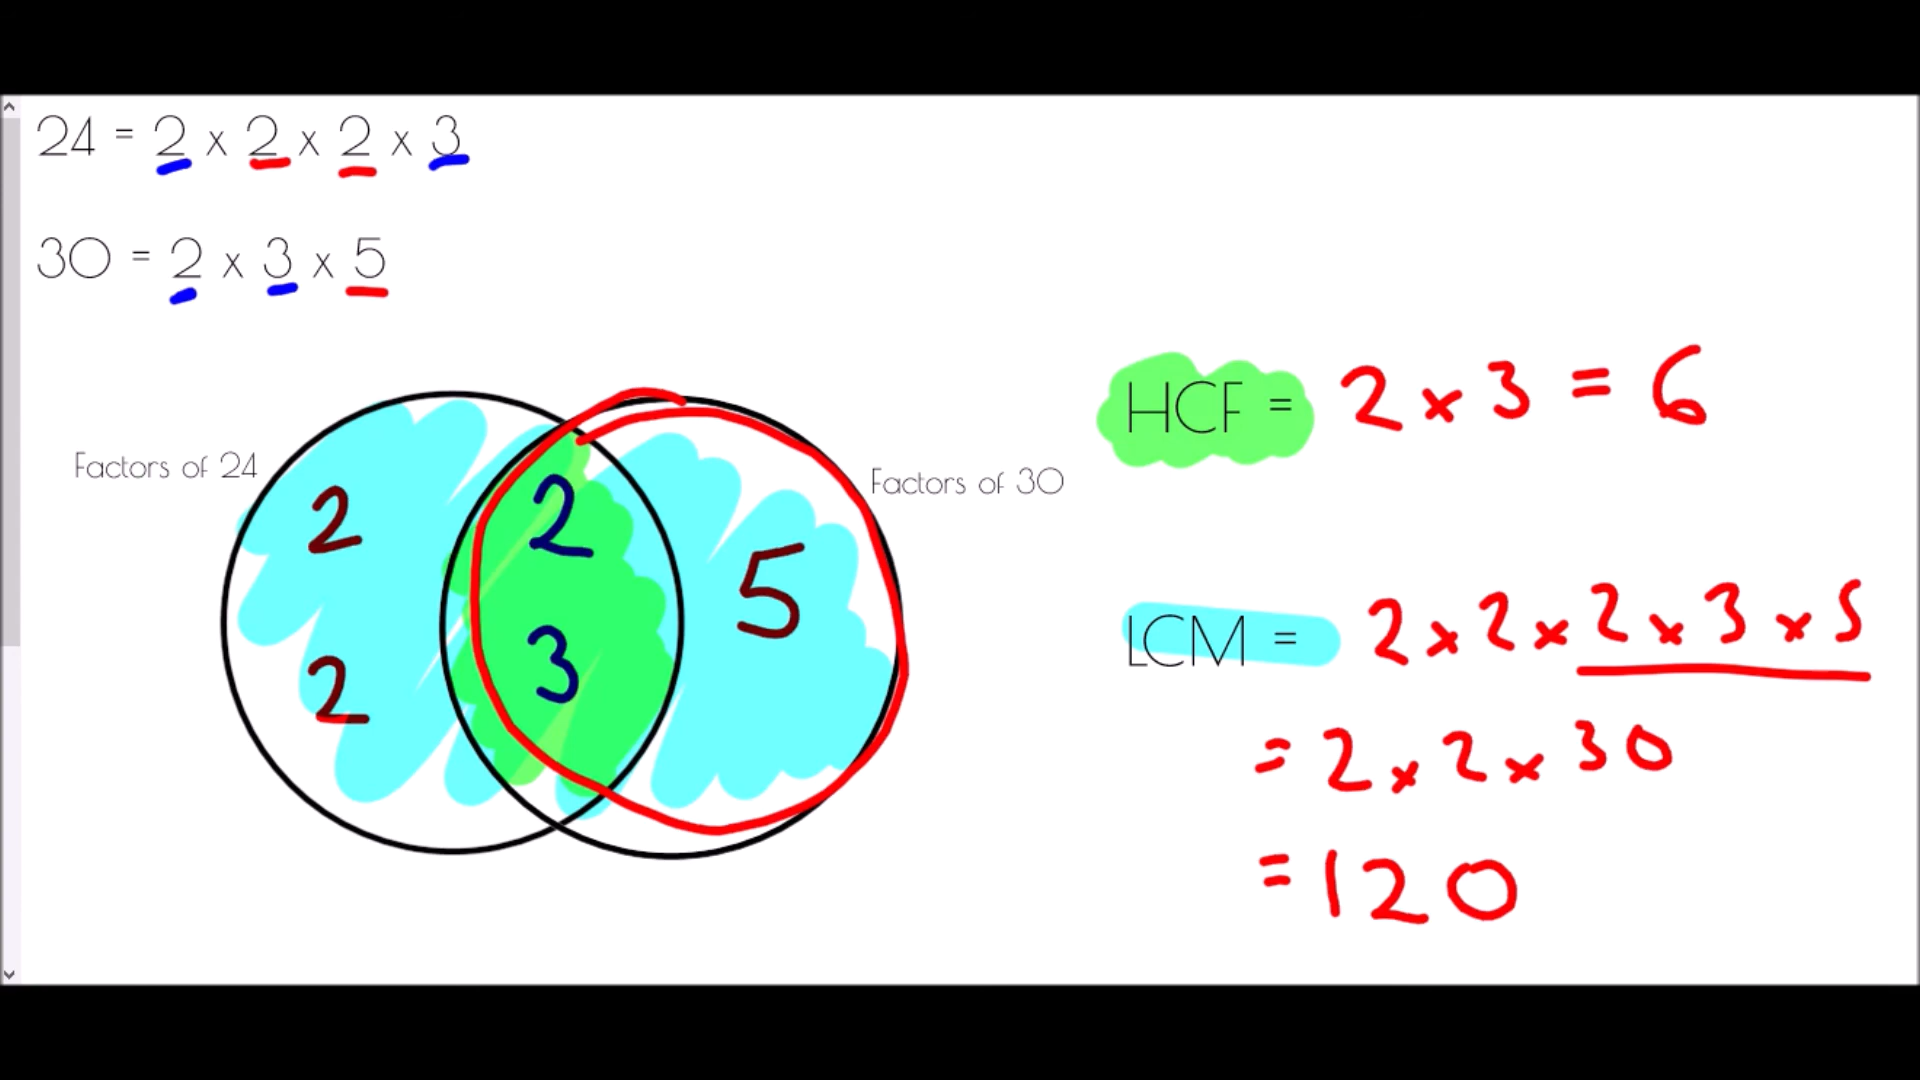 24 = 2 x 2 x 2 x 3
30 = 2 x 3 x 5
HCF = 2 x 3 = 6
Factors of 24
Factors of 30
2 2 5
2 3
LCM = 2 x 2 x 2 x 3 x 5
= 2 x 2 x 30
= 120